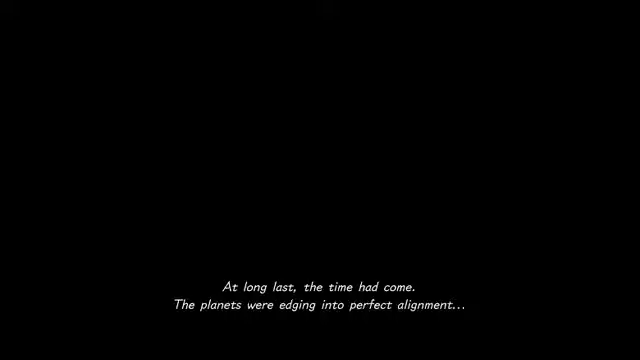 At long last, the time had come.
The planets were edging into perfect alignment...